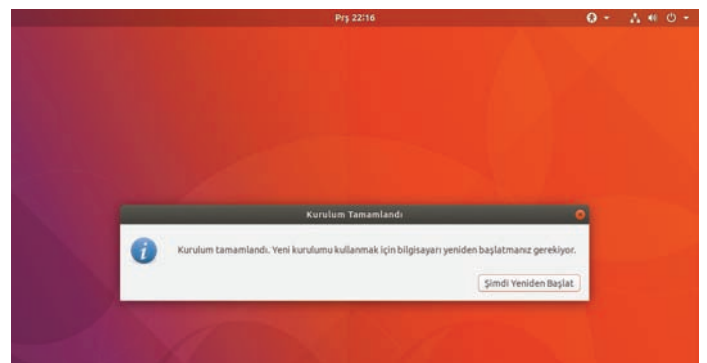 Prş 22:16
Kurulum Tamamlandı
Kurulum tamamlandı. Yeni kurulumu kullanmak için bilgisayarı yeniden başlatmanız gerekiyor.
Şimdi Yeniden Başlat